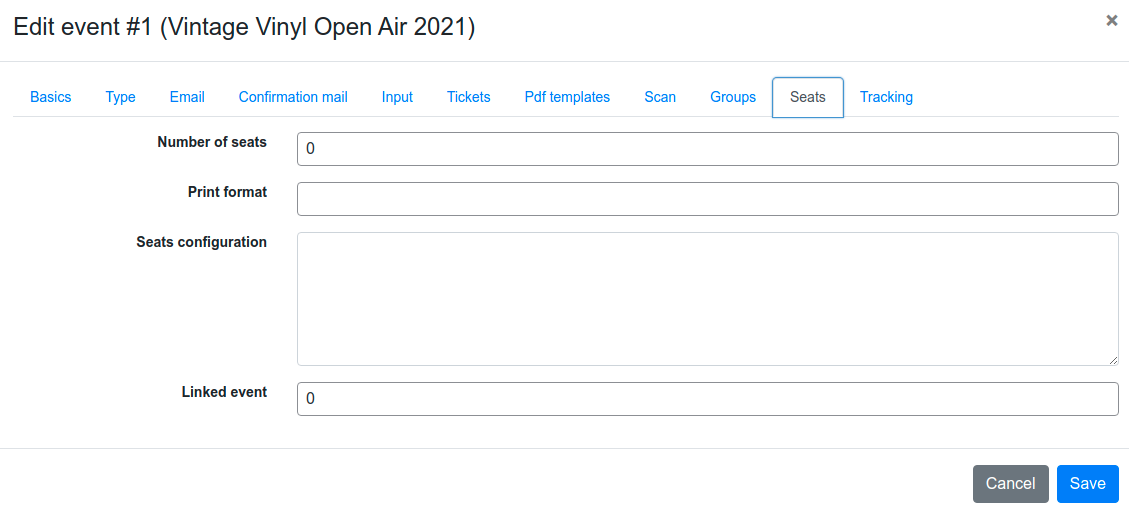 Edit event #1 (Vintage Vinyl Open Air 2021)
×
Basics Type Email Confirmation mail Input Tickets Pdf templates Scan Groups Seats Tracking
Number of seats 0
Print format
Seats configuration
Linked event 0
Cancel Save